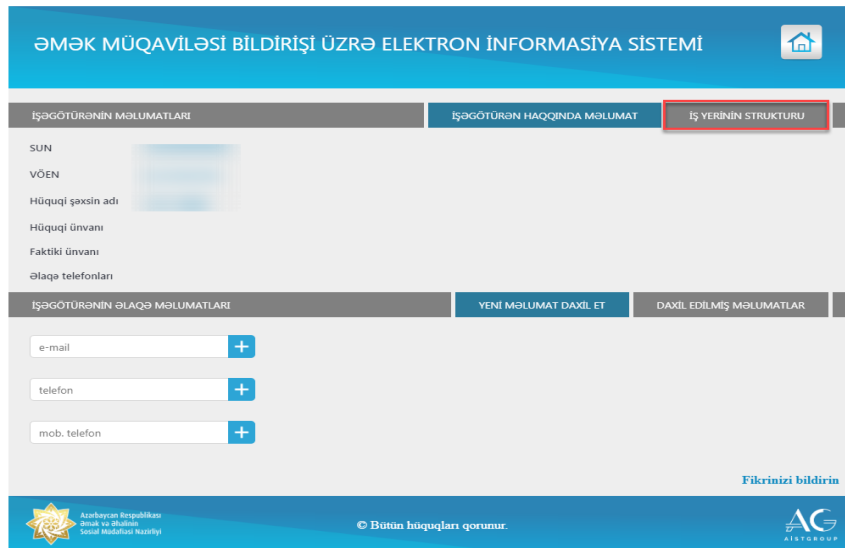 ƏMƏK MÜQAVİLƏSİ BİLDİRİŞİ ÜZRƏ ELEKTRON İNFORMASİYA SİSTEMİ
İŞƏGÖTÜRƏNİN MƏLUMATLARI
İŞƏGÖTÜRƏN HAQQINDA MƏLUMAT
İŞ YERİNİN STRUKTURU
SUN
VÖEN
Hüquqi şəxsin adı
Hüquqi ünvanı
Faktiki ünvanı
Əlaqə telefonları
İŞƏGÖTÜRƏNİN ƏLAQƏ MƏLUMATLARI
YENİ MƏLUMAT DAXİL ET
DAXİL EDİLMİŞ MƏLUMATLAR
e-mail
telefon
mob. telefon
Fikrinizi bildirin
Azərbaycan Respublikası
Əmək və Əhalinin
Sosial Müdafiəsi Nazirliyi
© Bütün hüquqları qorunur.
AG
AISTGROUP